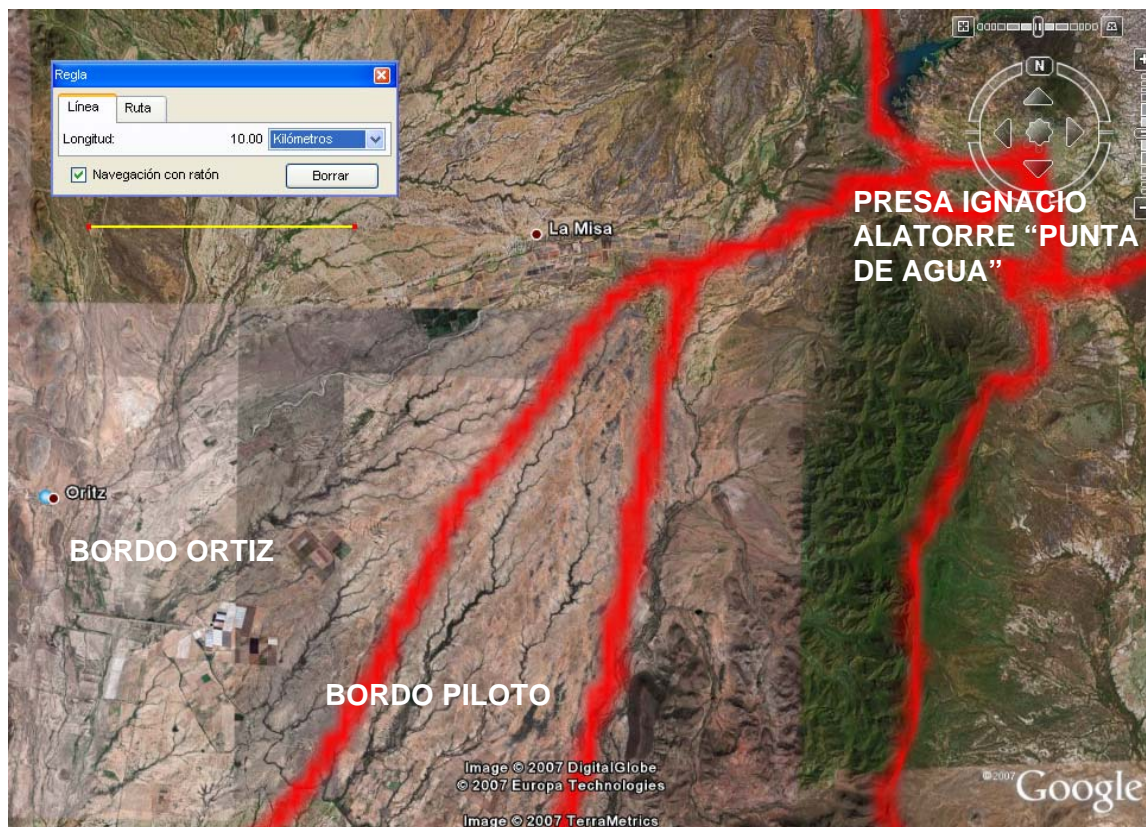 Regla
Línea Ruta
Longitud: 10.00 Kilómetros
Navegación con ratón Borrar
N
La Misa
PRESA IGNACIO
ALATORRE “PUNTA
DE AGUA”
Oritz
BORDO ORTIZ
BORDO PILOTO
Image © 2007 DigitalGlobe
© 2007 Europa Technologies
Image © 2007 TerraMetrics
©2007 Google